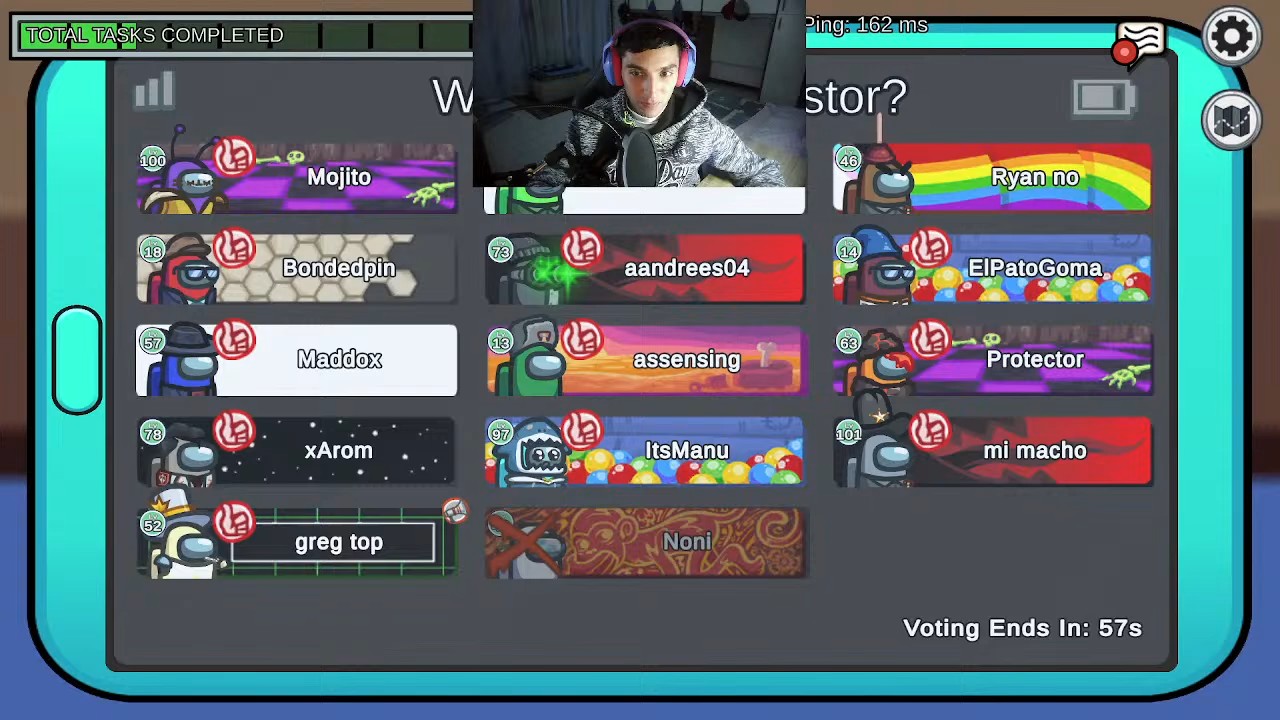 TOTAL TASKS COMPLETED
Ping: 162 ms
W stor?
100 Mojito
46 Ryan no
18 Bondedpin
73 aandrees04
14 ElPatoGoma
57 Maddox
13 assensing
63 Protector
78 xArom
97 ItsManu
101 mi macho
52 greg top
Noni
Voting Ends In: 57s